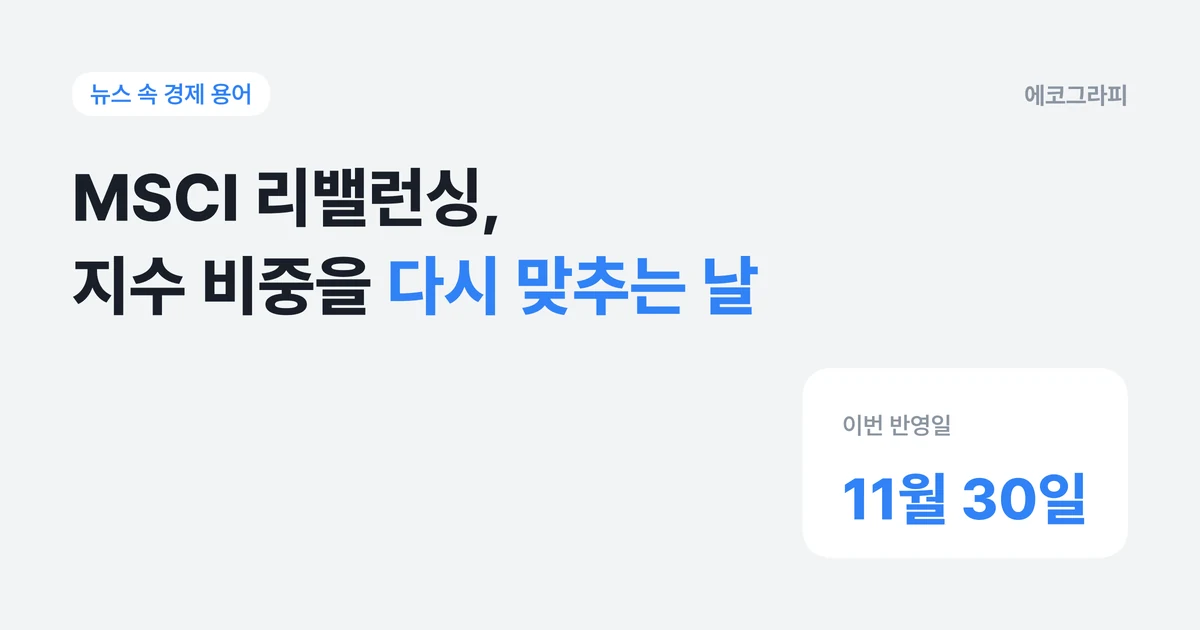 뉴스 속 경제 용어
에코그라피
MSCI 리밸런싱,
지수 비중을 다시 맞추는 날
이번 반영일
11월 30일